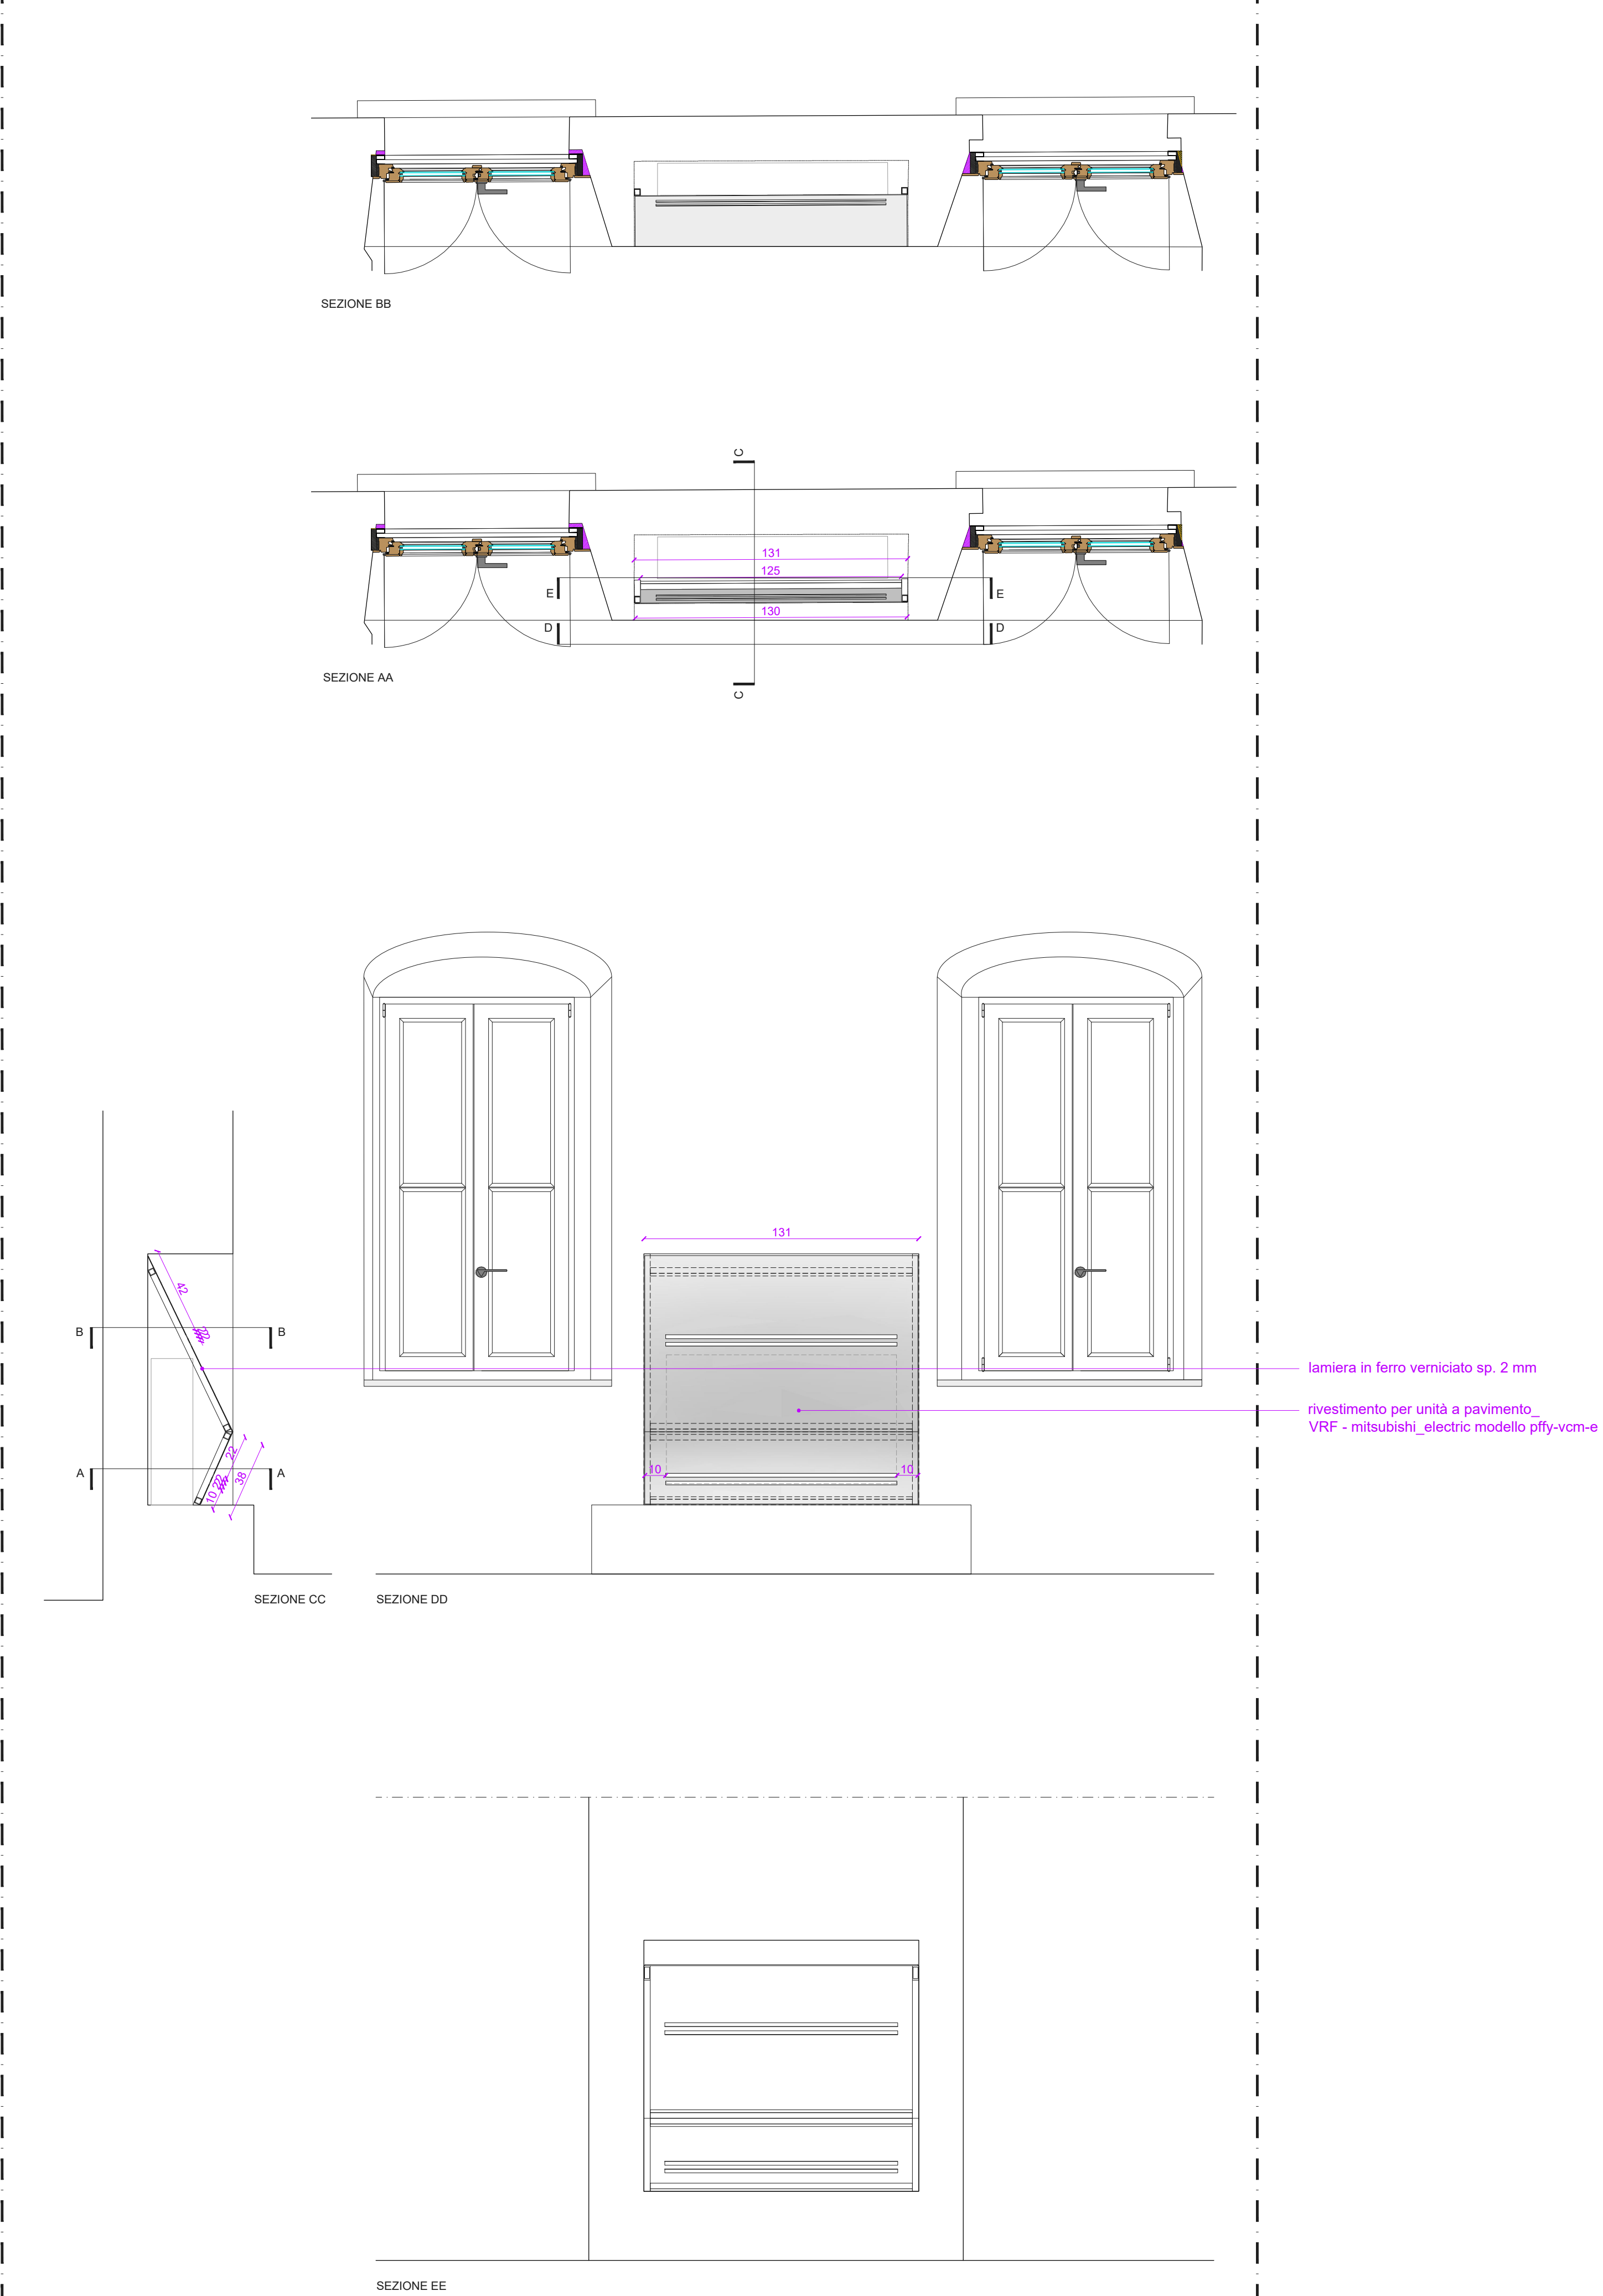 SEZIONE BB
C
131
125
E
E
130
D
D
SEZIONE AA
C
131
42
B
B
lamiera in ferro verniciato sp. 2 mm
rivestimento per unità a pavimento_
VRF - mitsubishi_electric modello pffy-vcm-e
22
38
10
22
A
A
10
10
SEZIONE CC
SEZIONE DD
SEZIONE EE